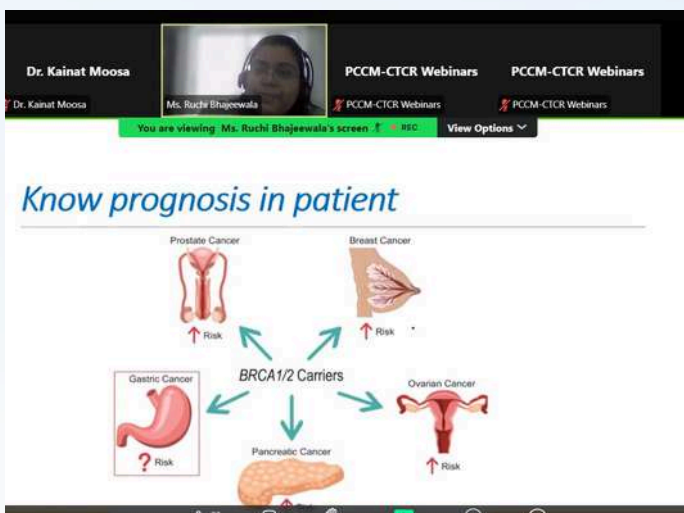 Dr. Kainat Moosa
PCCM-CTCR Webinars
PCCM-CTCR Webinars
Dr. Kainat Moosa
Ms. Ruchi Bhajeewala
PCCM-CTCR Webinars
PCCM-CTCR Webinars
You are viewing Ms. Ruchi Bhajeewala's screen
REC
View Options
Know prognosis in patient
Prostate Cancer
Breast Cancer
Risk
Risk
BRCA1/2 Carriers
Gastric Cancer
Ovarian Cancer
? Risk
Pancreatic Cancer
Risk
Risk